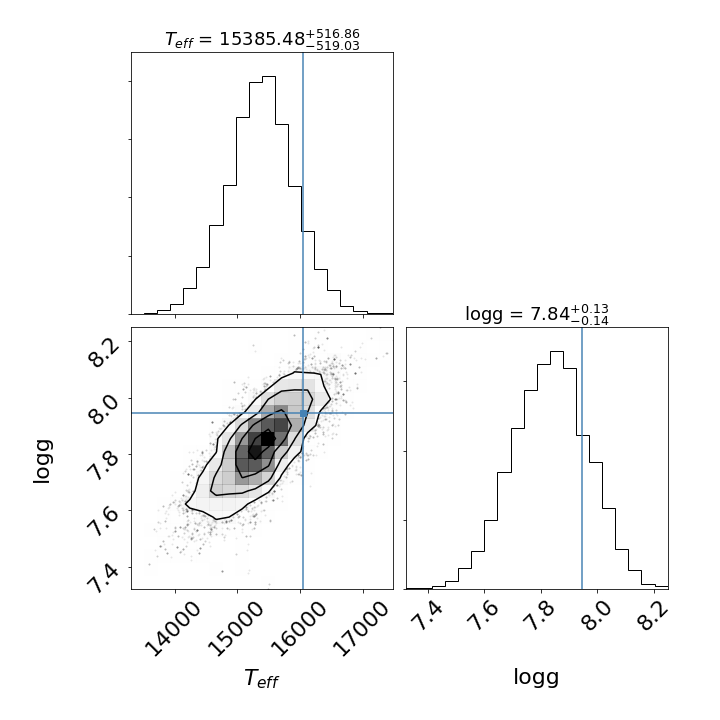 T_eff = 15385.48 +516.86 −519.03
logg = 7.84 +0.13 −0.14
8.2
8.0
7.8
7.6
7.4
logg
14000 15000 16000 17000
T_eff
7.4 7.6 7.8 8.0 8.2
logg